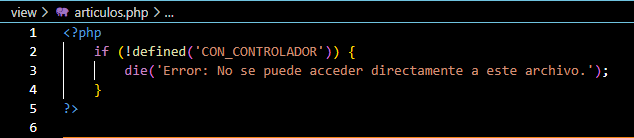 view > articulos.php > ...
1 <?php
2     if (!defined('CON_CONTROLADOR')) {
3         die('Error: No se puede acceder directamente a este archivo.');
4     }
5 ?>
6